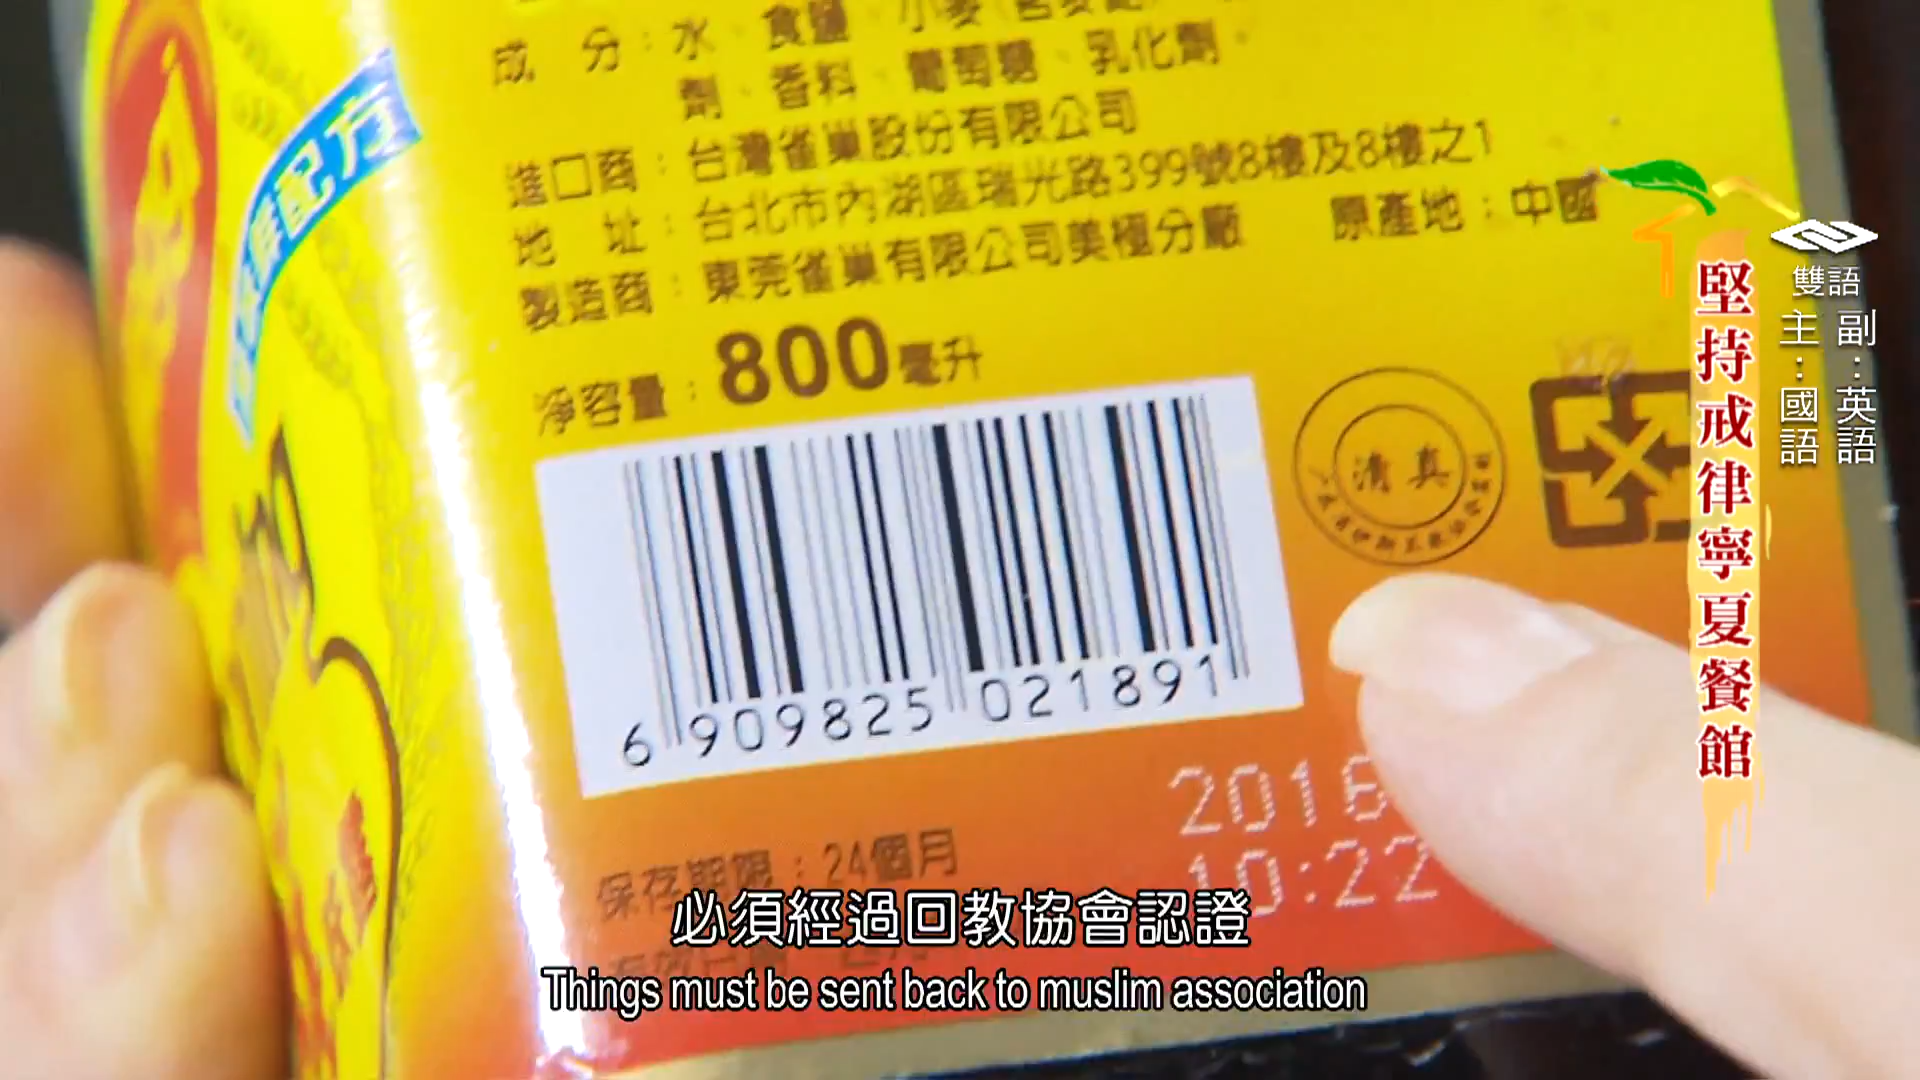 成 分：水、食鹽、小麥
劑、香料、葡萄糖、乳化劑。
進口商：台灣雀巢股份有限公司
地 址：台北市內湖區瑞光路399號8樓及8樓之1
製造商：東莞雀巢有限公司美極分廠 原產地：中國
淨容量：800毫升
配方
清真
6 909825 021891
保存期限：24個月
2016
10:22
堅持戒律寧夏餐館
雙語
主：國語
副：英語
必須經過回教協會認證
Things must be sent back to muslim association